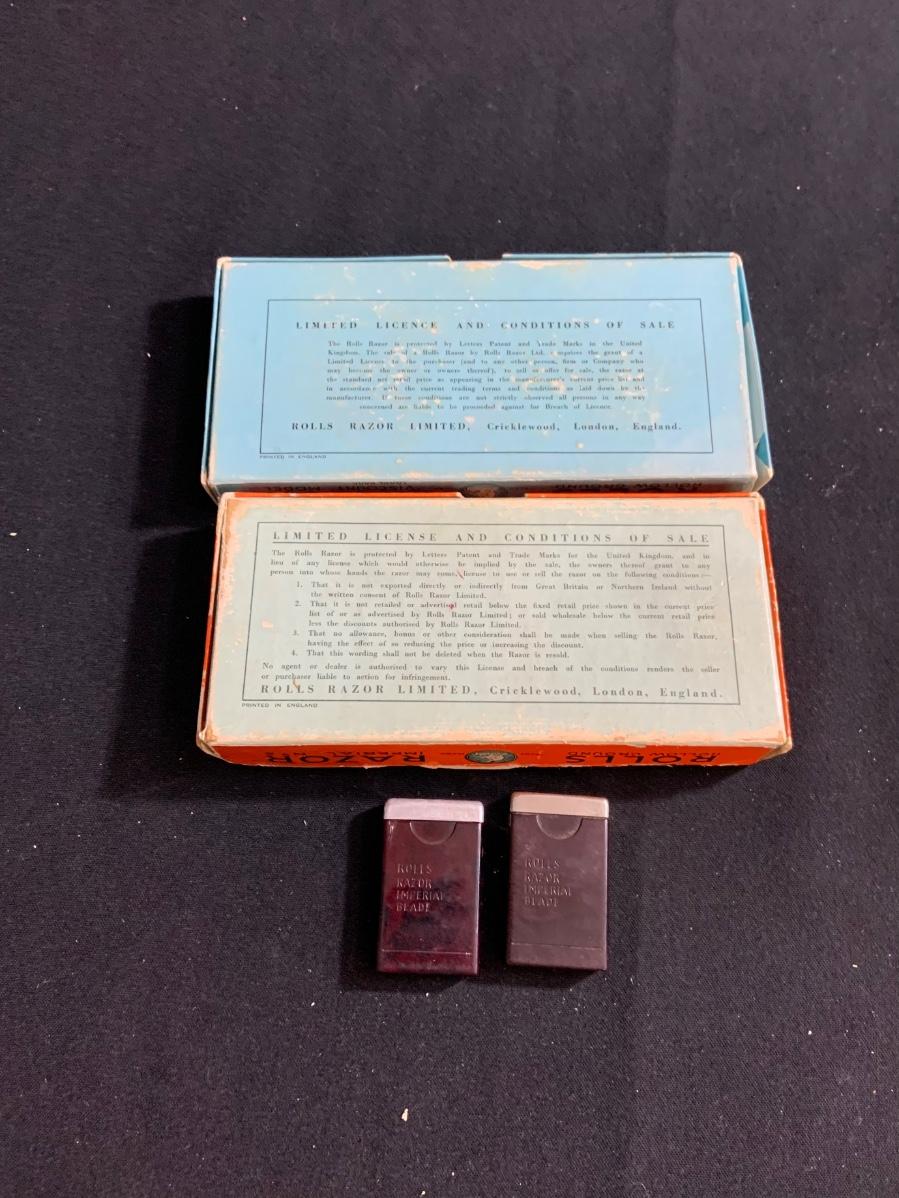 LIMITED LICENCE AND CONDITIONS OF SALE
The Rolls Razor is protected by Letters Patent and Trade Marks in the United
Kingdom. The sale of a Rolls Razor by Rolls Razor Ltd. comprises the grant of a
Limited Licence to the purchaser (and to any other person, firm or Company who
may become the owner or owners thereof), to sell or offer for sale, the razor at
the standard net retail price as appearing in the manufacturer's current price list and
in accordance with the current trading terms and conditions as laid down by the
manufacturer. If these conditions are not strictly observed all persons in any way
concerned are liable to be proceeded against for Breach of Licence.
ROLLS RAZOR LIMITED, Cricklewood, London, England.
PRINTED IN ENGLAND
VISCOUNT MODEL
HOLLOW GROUND
LIMITED LICENSE AND CONDITIONS OF SALE
The Rolls Razor is protected by Letters Patent and Trade Marks for the United Kingdom, and in
lieu of any license which would otherwise be implied by the sale, the owners thereof grant to any
person into whose hands the razor may come, license to use or sell the razor on the following conditions:—
1. That it is not exported directly or indirectly from Great Britain or Northern Ireland without
the written consent of Rolls Razor Limited.
2. That it is not retailed or advertised retail below the fixed retail price shown in the current price
list of or as advertised by Rolls Razor Limited; or sold wholesale below the current retail price
less the discounts authorised by Rolls Razor Limited.
3. That no allowance, bonus or other consideration shall be made when selling the Rolls Razor,
having the effect of so reducing the price or increasing the discount.
4. That this wording shall not be deleted when the Razor is resold.
No agent or dealer is authorised to vary this License and breach of the conditions renders the seller
or purchaser liable to action for infringement.
ROLLS RAZOR LIMITED, Cricklewood, London, England.
PRINTED IN ENGLAND
HOLLOW GROUND
IMPERIAL No 2
ROLLS RAZOR
ROLLS
RAZOR
IMPERIAL
BLADE
ROLLS
RAZOR
IMPERIAL
BLADE